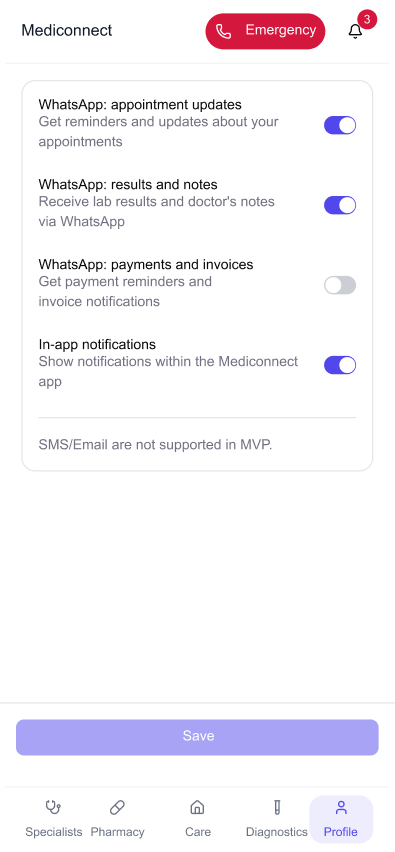 Mediconnect
Emergency
3
WhatsApp: appointment updates
Get reminders and updates about your
appointments
WhatsApp: results and notes
Receive lab results and doctor's notes
via WhatsApp
WhatsApp: payments and invoices
Get payment reminders and
invoice notifications
In-app notifications
Show notifications within the Mediconnect
app
SMS/Email are not supported in MVP.
Save
Specialists Pharmacy Care Diagnostics Profile